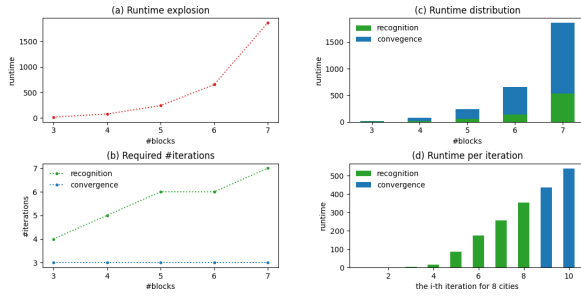 (a) Runtime explosion
runtime
1500
1000
500
0
3 4 5 6 7
#blocks
(c) Runtime distribution
recognition
convegence
runtime
1500
1000
500
0
3 4 5 6 7
#blocks
(b) Required #iterations
recognition
convergence
#iterations
7
6
5
4
3
3 4 5 6 7
#blocks
(d) Runtime per iteration
recognition
convergence
runtime
500
400
300
200
100
0
2 4 6 8 10
the i-th iteration for 8 cities